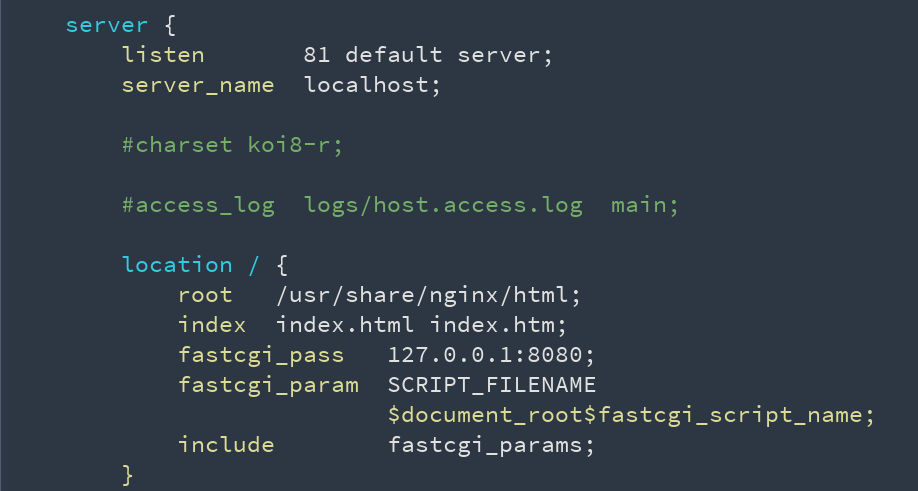 server {
listen 81 default server;
server_name localhost;
#charset koi8-r;
#access_log logs/host.access.log main;
location / {
root /usr/share/nginx/html;
index index.html index.htm;
fastcgi_pass 127.0.0.1:8080;
fastcgi_param SCRIPT_FILENAME
$document_root$fastcgi_script_name;
include fastcgi_params;
}